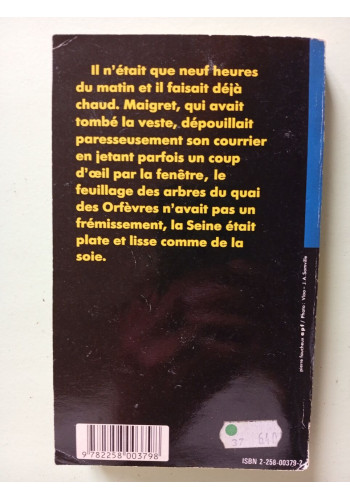 Il n'était que neuf heures
du matin et il faisait déjà
chaud. Maigret, qui avait
tombé la veste, dépouillait
paresseusement son courrier
en jetant parfois un coup
d'œil par la fenêtre, le
feuillage des arbres du quai
des Orfèvres n'avait pas un
frémissement, la Seine était
plate et lisse comme de la
soie.
9 782258 003798
ISBN 2-258-00379-2